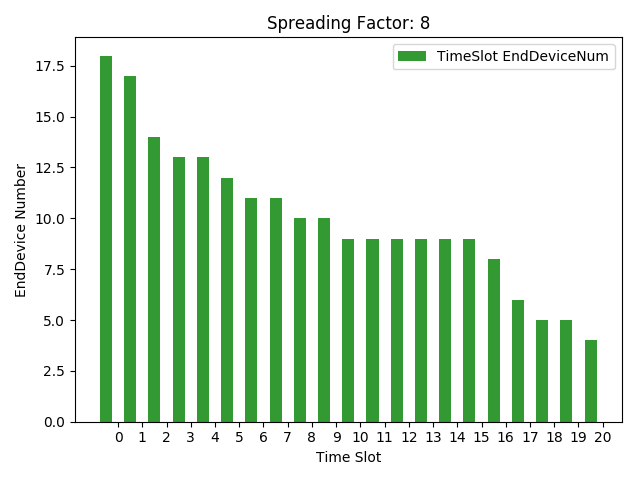 Spreading Factor: 8
TimeSlot EndDeviceNum
17.5
15.0
12.5
10.0
7.5
5.0
2.5
0.0
EndDevice Number
0 1 2 3 4 5 6 7 8 9 10 11 12 13 14 15 16 17 18 19 20
Time Slot